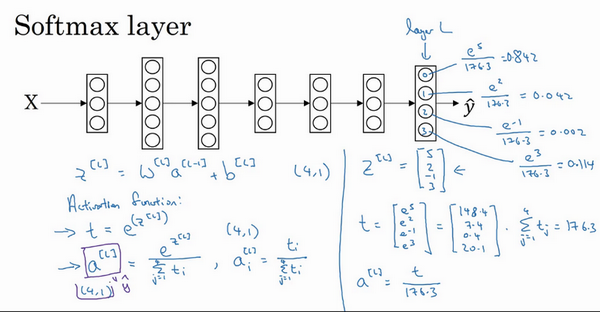 Softmax layer
layer L
X
0
1
2
3
ŷ
e^5/176.3 = 0.842
e^2/176.3 = 0.042
e^-1/176.3 = 0.002
e^3/176.3 = 0.114
z^[L] = W^[L] a^[L-1] + b^[L] (4,1)
Activation function:
→ t = e^(z^[L]) (4,1)
→ a^[L] = e^z^[L] / Σ_{j=1}^{4} t_i , a_i^[L] = t_i / Σ_{j=1}^{4} t_i
(4,1) ŷ
z^[L] = [5 2 -1 3] ←
t = [e^5 e^2 e^-1 e^3] = [148.4 7.4 0.4 20.1] . Σ_{j=1}^{4} t_j = 176.3
a^[L] = t/176.3